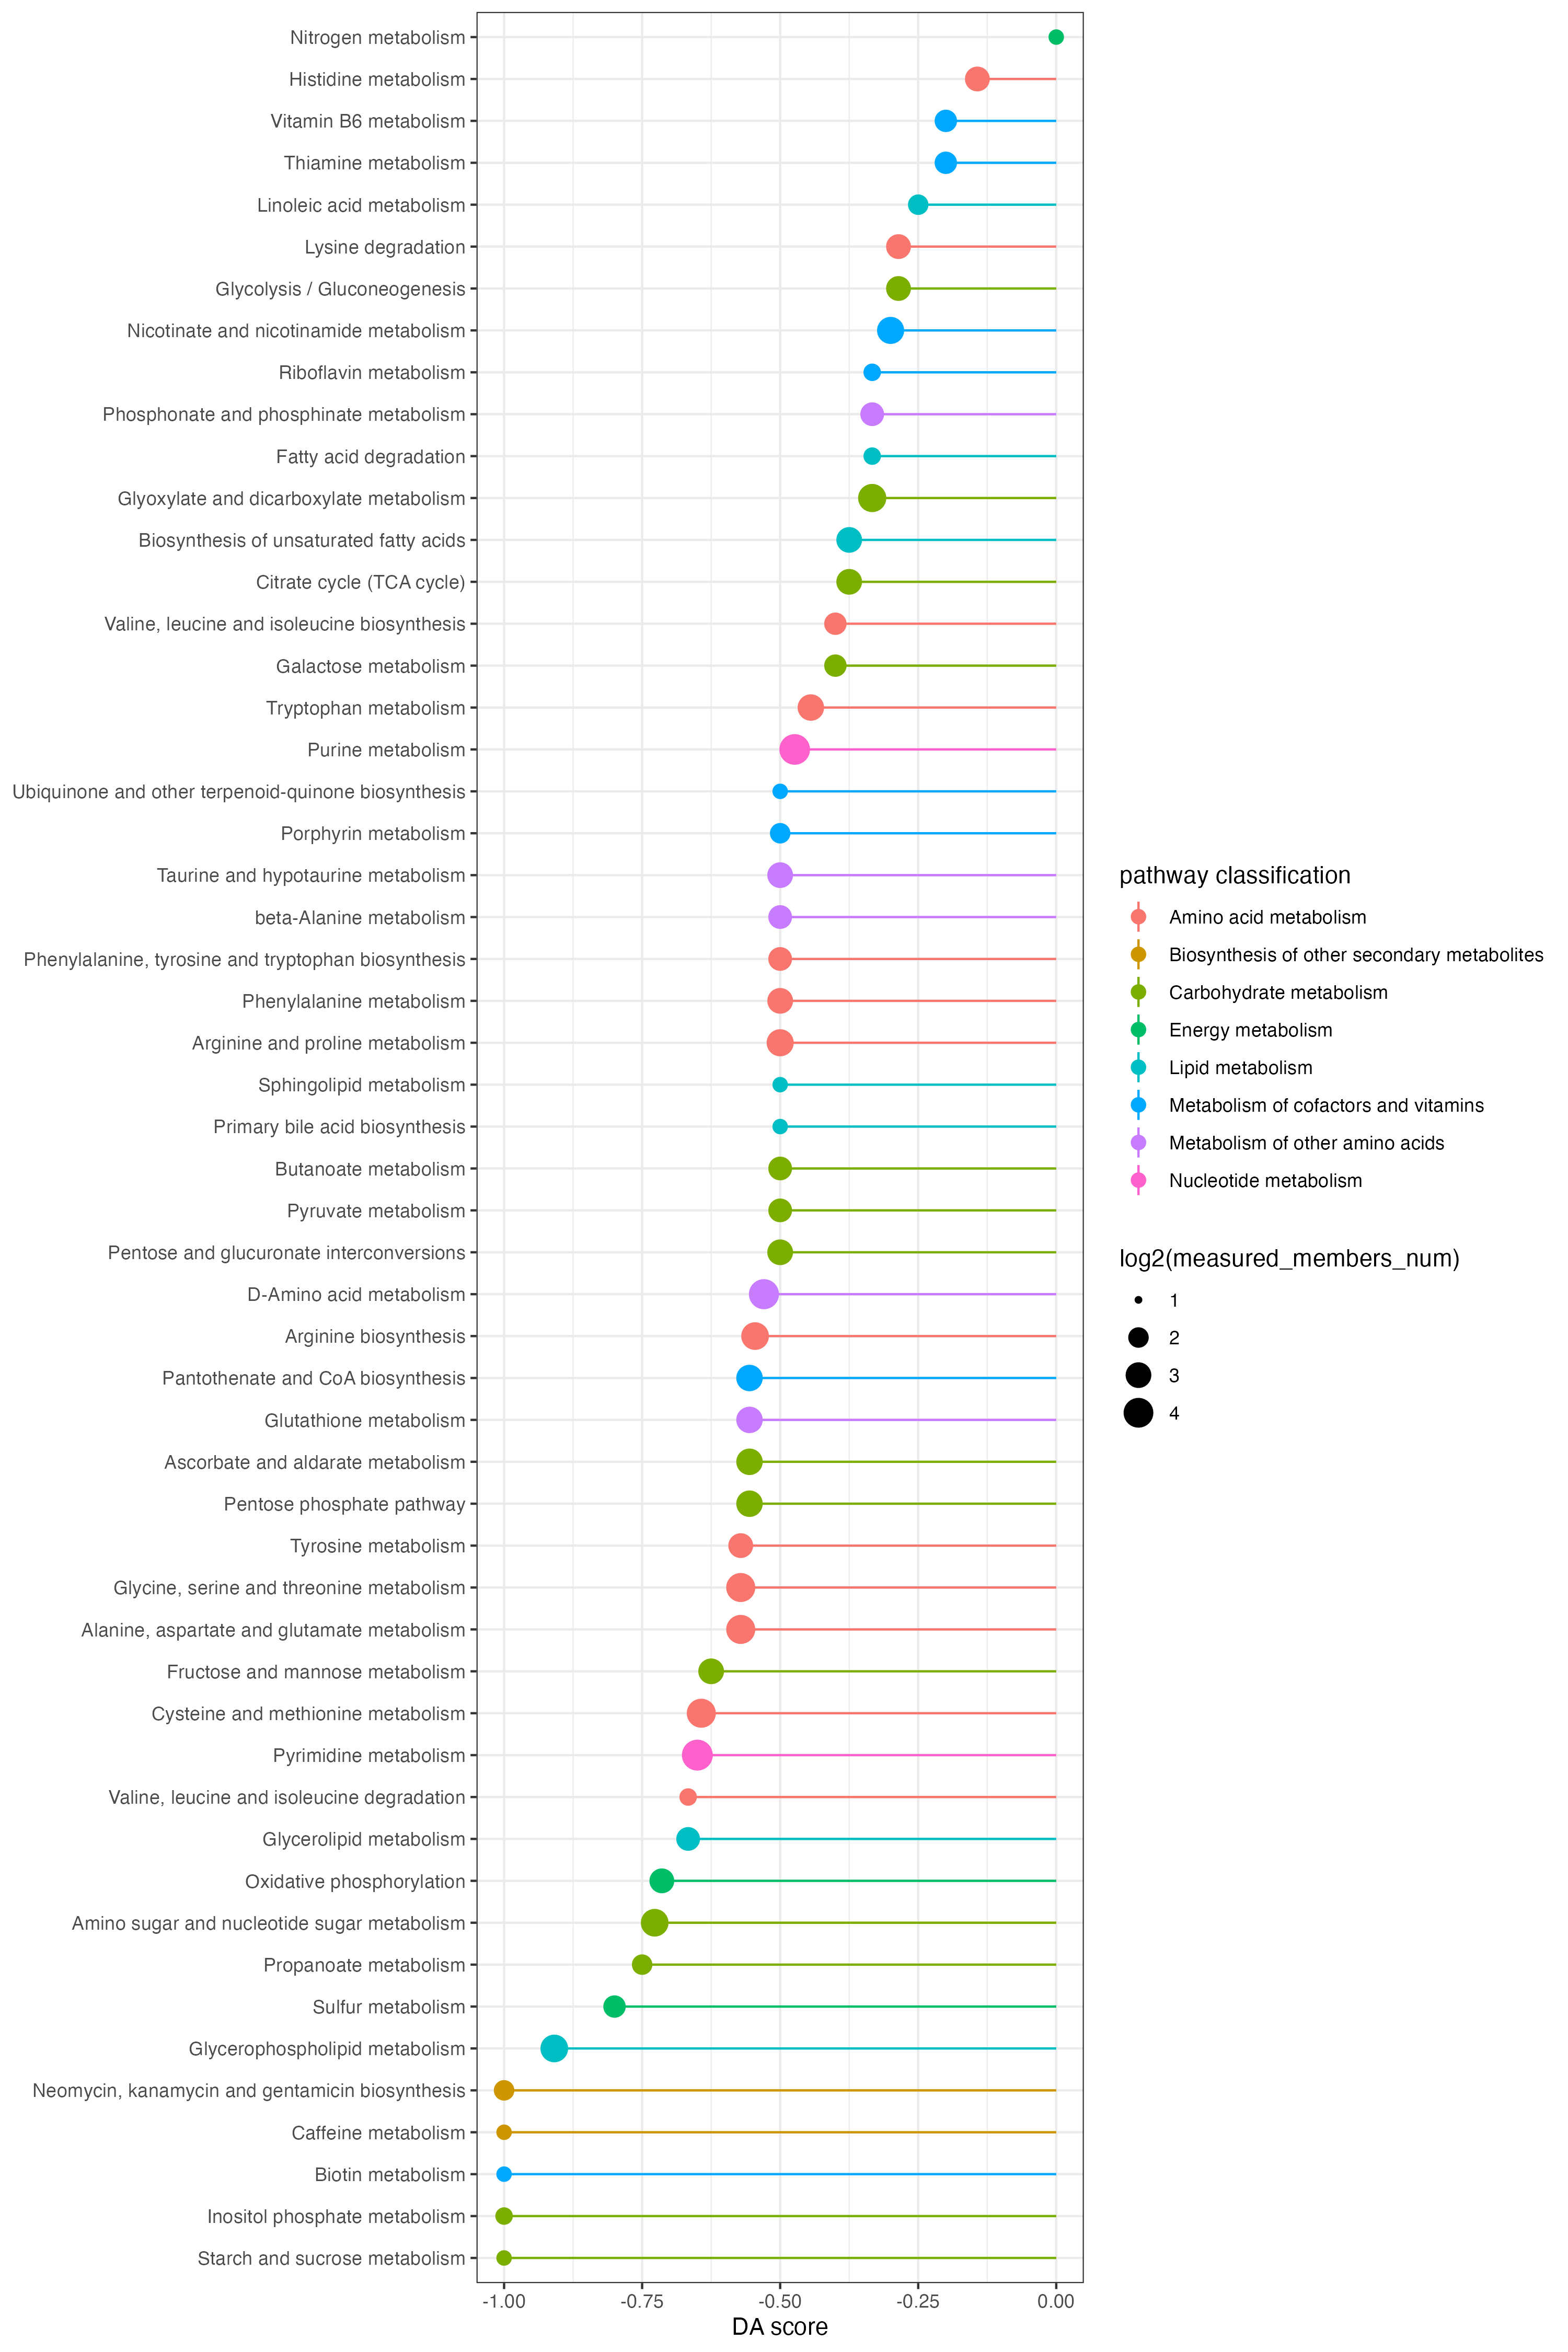 Nitrogen metabolism
Histidine metabolism
Vitamin B6 metabolism
Thiamine metabolism
Linoleic acid metabolism
Lysine degradation
Glycolysis / Gluconeogenesis
Nicotinate and nicotinamide metabolism
Riboflavin metabolism
Phosphonate and phosphinate metabolism
Fatty acid degradation
Glyoxylate and dicarboxylate metabolism
Biosynthesis of unsaturated fatty acids
Citrate cycle (TCA cycle)
Valine, leucine and isoleucine biosynthesis
Galactose metabolism
Tryptophan metabolism
Purine metabolism
Ubiquinone and other terpenoid-quinone biosynthesis
Porphyrin metabolism
Taurine and hypotaurine metabolism
beta-Alanine metabolism
Phenylalanine, tyrosine and tryptophan biosynthesis
Phenylalanine metabolism
Arginine and proline metabolism
Sphingolipid metabolism
Primary bile acid biosynthesis
Butanoate metabolism
Pyruvate metabolism
Pentose and glucuronate interconversions
D-Amino acid metabolism
Arginine biosynthesis
Pantothenate and CoA biosynthesis
Glutathione metabolism
Ascorbate and aldarate metabolism
Pentose phosphate pathway
Tyrosine metabolism
Glycine, serine and threonine metabolism
Alanine, aspartate and glutamate metabolism
Fructose and mannose metabolism
Cysteine and methionine metabolism
Pyrimidine metabolism
Valine, leucine and isoleucine degradation
Glycerolipid metabolism
Oxidative phosphorylation
Amino sugar and nucleotide sugar metabolism
Propanoate metabolism
Sulfur metabolism
Glycerophospholipid metabolism
Neomycin, kanamycin and gentamicin biosynthesis
Caffeine metabolism
Biotin metabolism
Inositol phosphate metabolism
Starch and sucrose metabolism
-1.00 -0.75 -0.50 -0.25 0.00
DA score
pathway classification
Amino acid metabolism
Biosynthesis of other secondary metabolites
Carbohydrate metabolism
Energy metabolism
Lipid metabolism
Metabolism of cofactors and vitamins
Metabolism of other amino acids
Nucleotide metabolism
log2(measured_members_num)
1
2
3
4